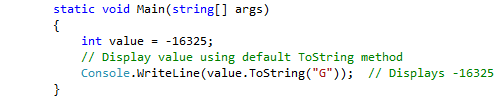 static void Main(string[] args)
{
int value = -16325;
// Display value using default ToString method
Console.WriteLine(value.ToString("G"));  // Displays -16325
}